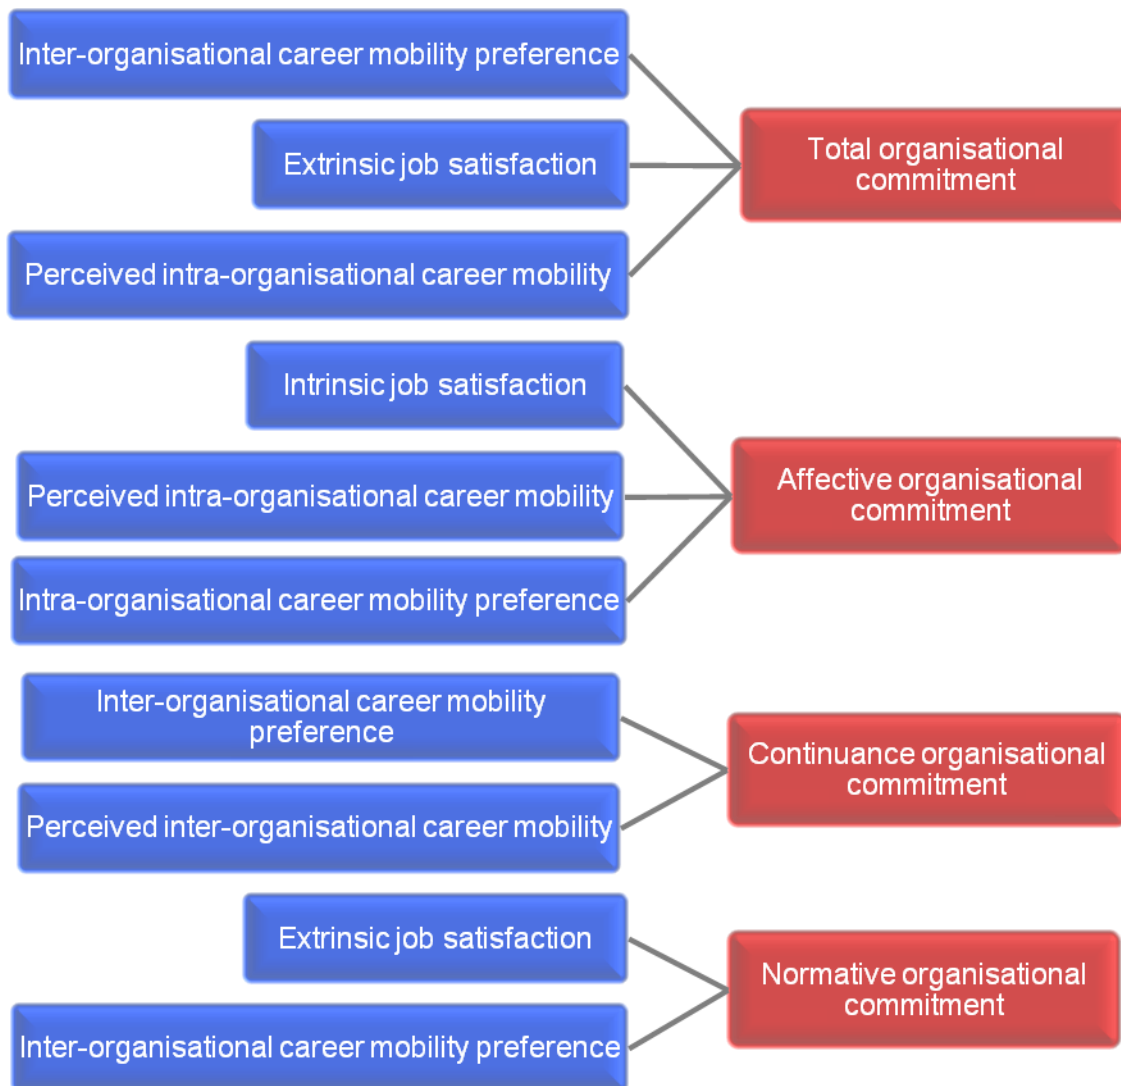 Inter-organisational career mobility preference
Extrinsic job satisfaction
Perceived intra-organisational career mobility
Total organisational
commitment
Intrinsic job satisfaction
Perceived intra-organisational career mobility
Intra-organisational career mobility preference
Affective organisational
commitment
Inter-organisational career mobility
preference
Perceived inter-organisational career mobility
Continuance organisational
commitment
Extrinsic job satisfaction
Inter-organisational career mobility preference
Normative organisational
commitment